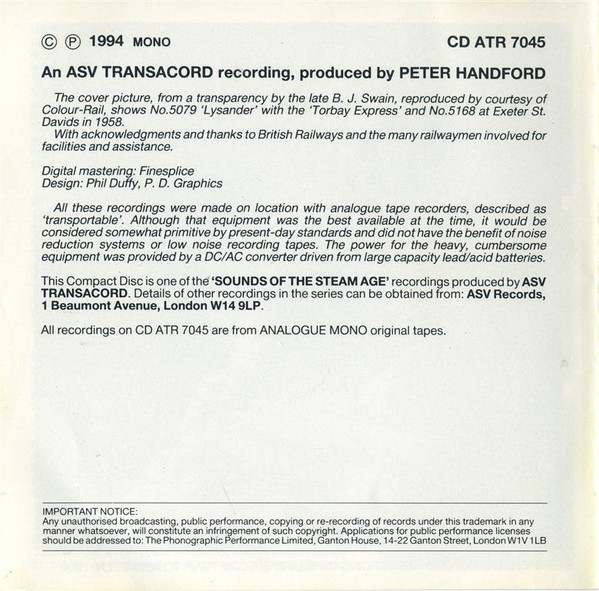 © ℗ 1994 MONO CD ATR 7045
An ASV TRANSACORD recording, produced by PETER HANDFORD
The cover picture, from a transparency by the late B. J. Swain, reproduced by courtesy of
Colour-Rail, shows No.5079 'Lysander' with the 'Torbay Express' and No.5168 at Exeter St.
Davids in 1958.
With acknowledgments and thanks to British Railways and the many railwaymen involved for
facilities and assistance.
Digital mastering: Finesplice
Design: Phil Duffy, P. D. Graphics
All these recordings were made on location with analogue tape recorders, described as
'transportable'. Although that equipment was the best available at the time, it would be
considered somewhat primitive by present-day standards and did not have the benefit of noise
reduction systems or low noise recording tapes. The power for the heavy, cumbersome
equipment was provided by a DC/AC converter driven from large capacity lead/acid batteries.
This Compact Disc is one of the 'SOUNDS OF THE STEAM AGE' recordings produced by ASV
TRANSACORD. Details of other recordings in the series can be obtained from: ASV Records,
1 Beaumont Avenue, London W14 9LP.
All recordings on CD ATR 7045 are from ANALOGUE MONO original tapes.
IMPORTANT NOTICE:
Any unauthorised broadcasting, public performance, copying or re-recording of records under this trademark in any
manner whatsoever, will constitute an infringement of such copyright. Applications for public performance licenses
should be addressed to: The Phonographic Performance Limited, Ganton House, 14-22 Ganton Street, London W1V 1LB